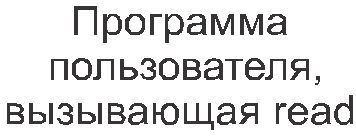 Программа
пользователя,
вызывающая read